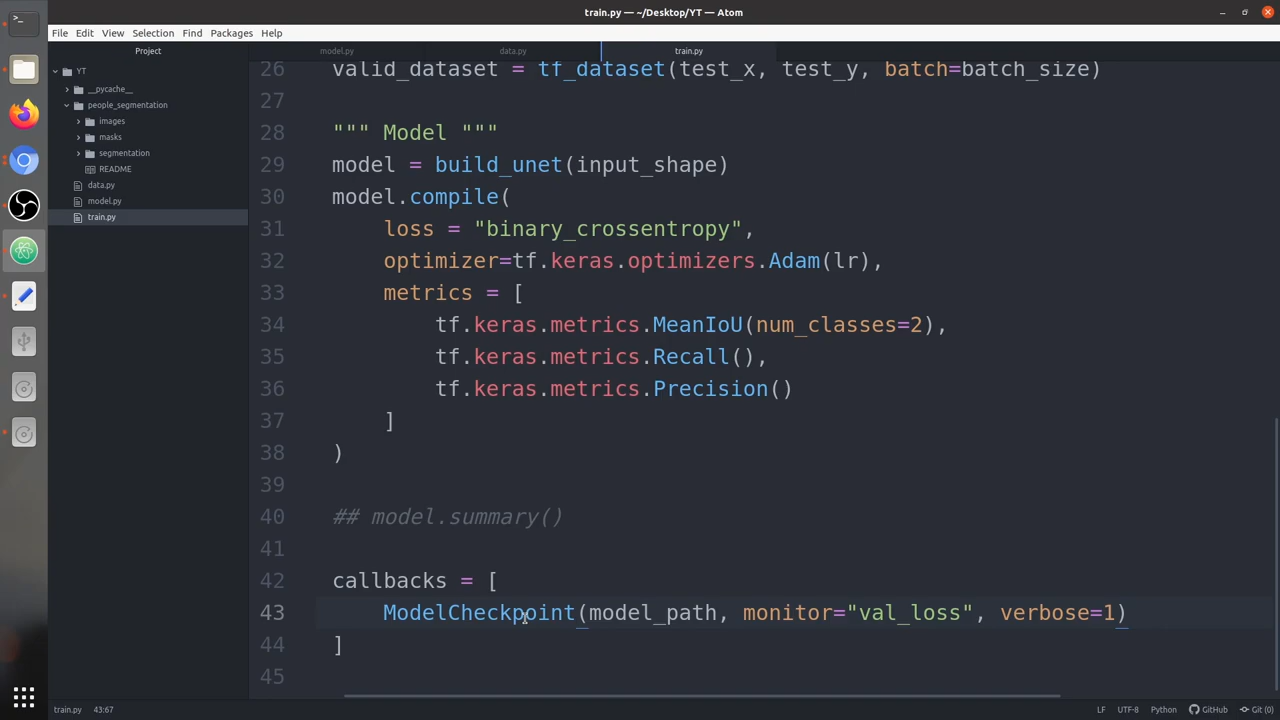 train.py — ~/Desktop/YT — Atom
File Edit View Selection Find Packages Help
Project
model.py
data.py
train.py
YT
__pycache__
people_segmentation
images
masks
segmentation
README
data.py
model.py
train.py
26 valid_dataset = tf_dataset(test_x, test_y, batch=batch_size)
27
28 """ Model """
29 model = build_unet(input_shape)
30 model.compile(
31 loss = "binary_crossentropy",
32 optimizer=tf.keras.optimizers.Adam(lr),
33 metrics = [
34 tf.keras.metrics.MeanIoU(num_classes=2),
35 tf.keras.metrics.Recall(),
36 tf.keras.metrics.Precision()
37 ]
38 )
39
40 ## model.summary()
41
42 callbacks = [
43 ModelCheckpoint(model_path, monitor="val_loss", verbose=1)
44 ]
45
train.py 43:67
LF UTF-8 Python GitHub Git (0)